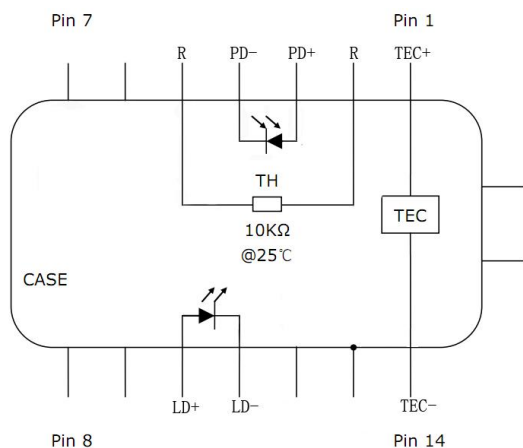 Pin 7 Pin 1
R PD- PD+ R TEC+
TH
TEC
10KΩ
@25℃
CASE
LD+ LD- TEC-
Pin 8 Pin 14